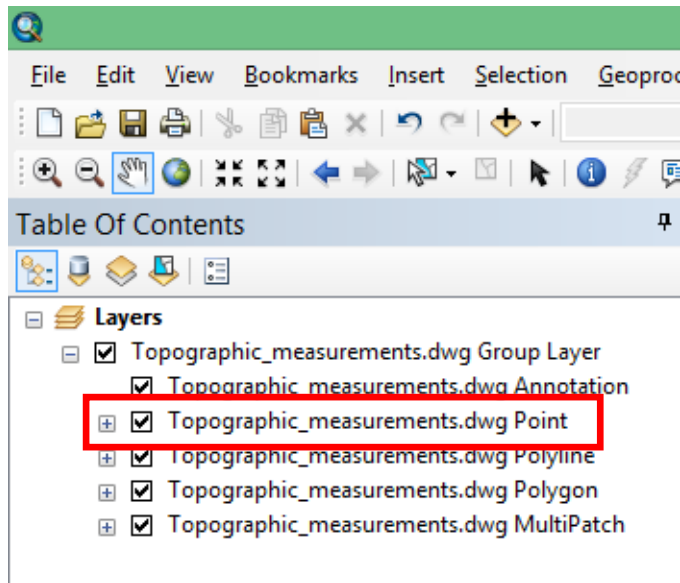 File Edit View Bookmarks Insert Selection Geoproc
Table Of Contents
Layers
Topographic_measurements.dwg Group Layer
Topographic_measurements.dwg Annotation
Topographic_measurements.dwg Point
Topographic_measurements.dwg Polyline
Topographic_measurements.dwg Polygon
Topographic_measurements.dwg MultiPatch